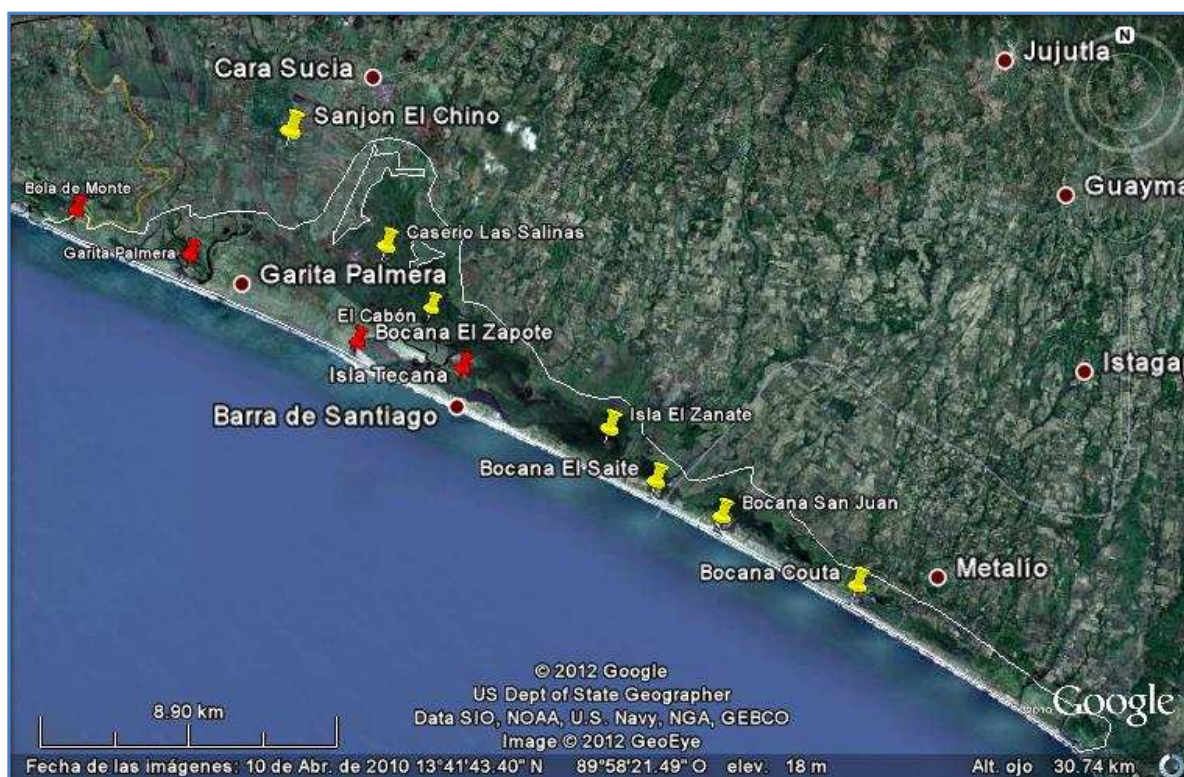 Jujutla
N
Cara Sucia
Sanjon El Chino
Bola de Monte
Guayma
Caserio Las Salinas
Garita Palmera
Garita Palmera
El Cabón
Bocana El Zapote
Isla Tecana
Istagap
Barra de Santiago
Isla El Zanate
Bocana El Saite
Bocana San Juan
Bocana Couta
Metalío
© 2012 Google
US Dept of State Geographer
Data SIO, NOAA, U.S. Navy, NGA, GEBCO
Image © 2012 GeoEye
8.90 km
Google
Fecha de las imágenes: 10 de Abr. de 2010 13°41'43.40" N 89°58'21.49" O elev. 18 m Alt. ojo 30.74 km